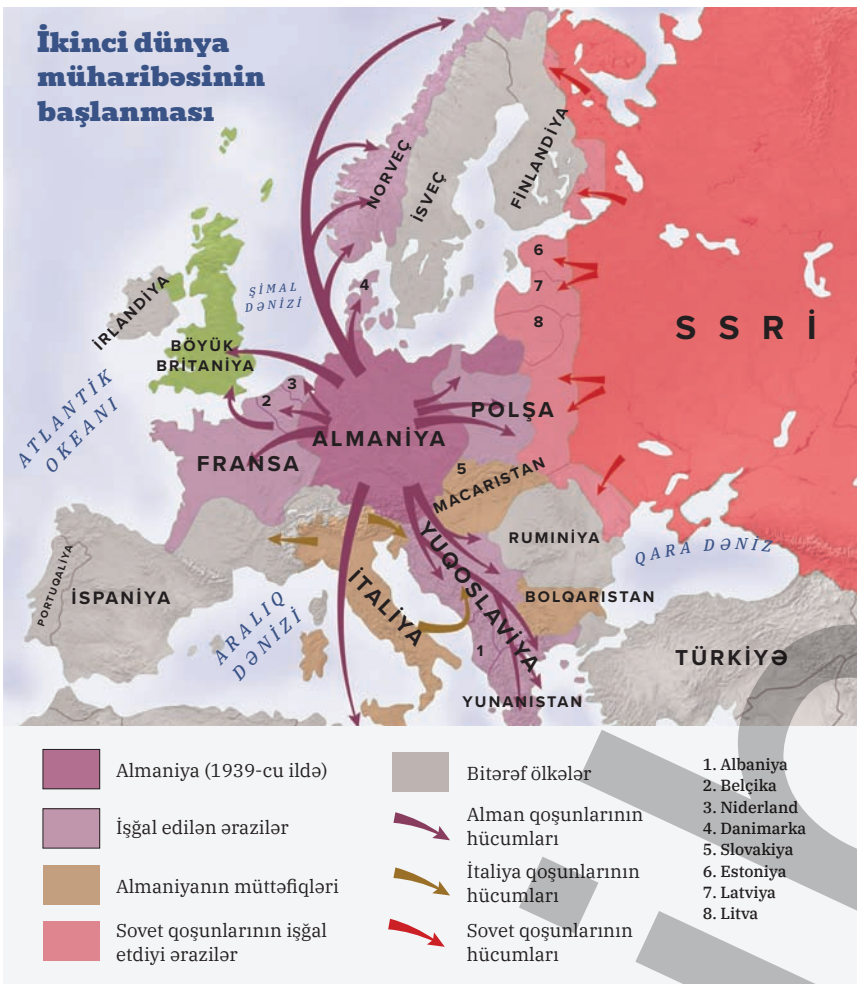 İkinci dünya
müharibəsinin
başlanması
NORVEÇ
İSVEÇ
FİNLANDİYA
ŞİMAL
DƏNİZİ
İRLANDİYA
BÖYÜK
BRİTANİYA
ATLANTİK
OKEANI
4
6
7
8
3
2
S S R İ
POLŞA
ALMANİYA
FRANSA
5
MACARISTAN
RUMINİYA
QARA DƏNİZ
PORTUQALİYA
İSPANİYA
ARALIQ
DƏNİZİ
İTALİYA
YUQOSLAVİYA
BOLQARISTAN
1
TÜRKİYƏ
YUNANISTAN
Almaniya (1939-cu ildə)
İşğal edilən ərazilər
Almaniyanın müttəfiqləri
Sovet qoşunlarının işğal
etdiyi ərazilər
Bitərəf ölkələr
Alman qoşunlarının
hücumları
İtaliya qoşunlarının
hücumları
Sovet qoşunlarının
hücumları
1. Albaniya
2. Belçika
3. Niderland
4. Danimarka
5. Slovakiya
6. Estoniya
7. Latviya
8. Litva